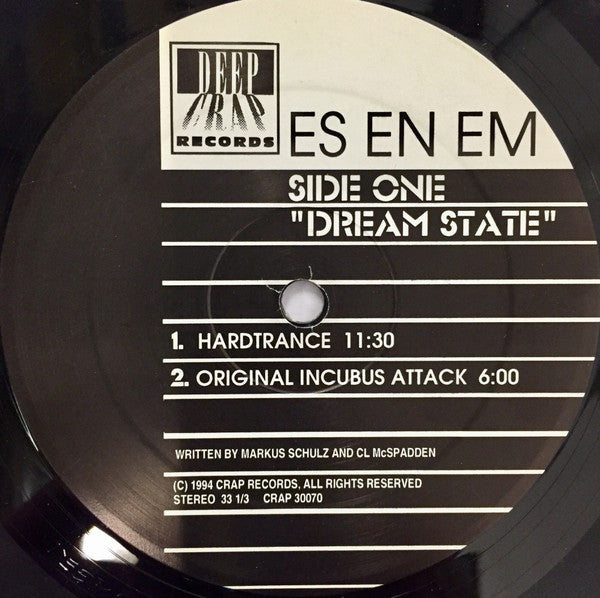 DEEP
CRAP
RECORDS
ES EN EM
SIDE ONE
"DREAM STATE"
1. HARDTRANCE 11:30
2. ORIGINAL INCUBUS ATTACK 6:00
WRITTEN BY MARKUS SCHULZ AND CL McSPADDEN
(C) 1994 CRAP RECORDS, ALL RIGHTS RESERVED
STEREO 33 1/3 CRAP 30070